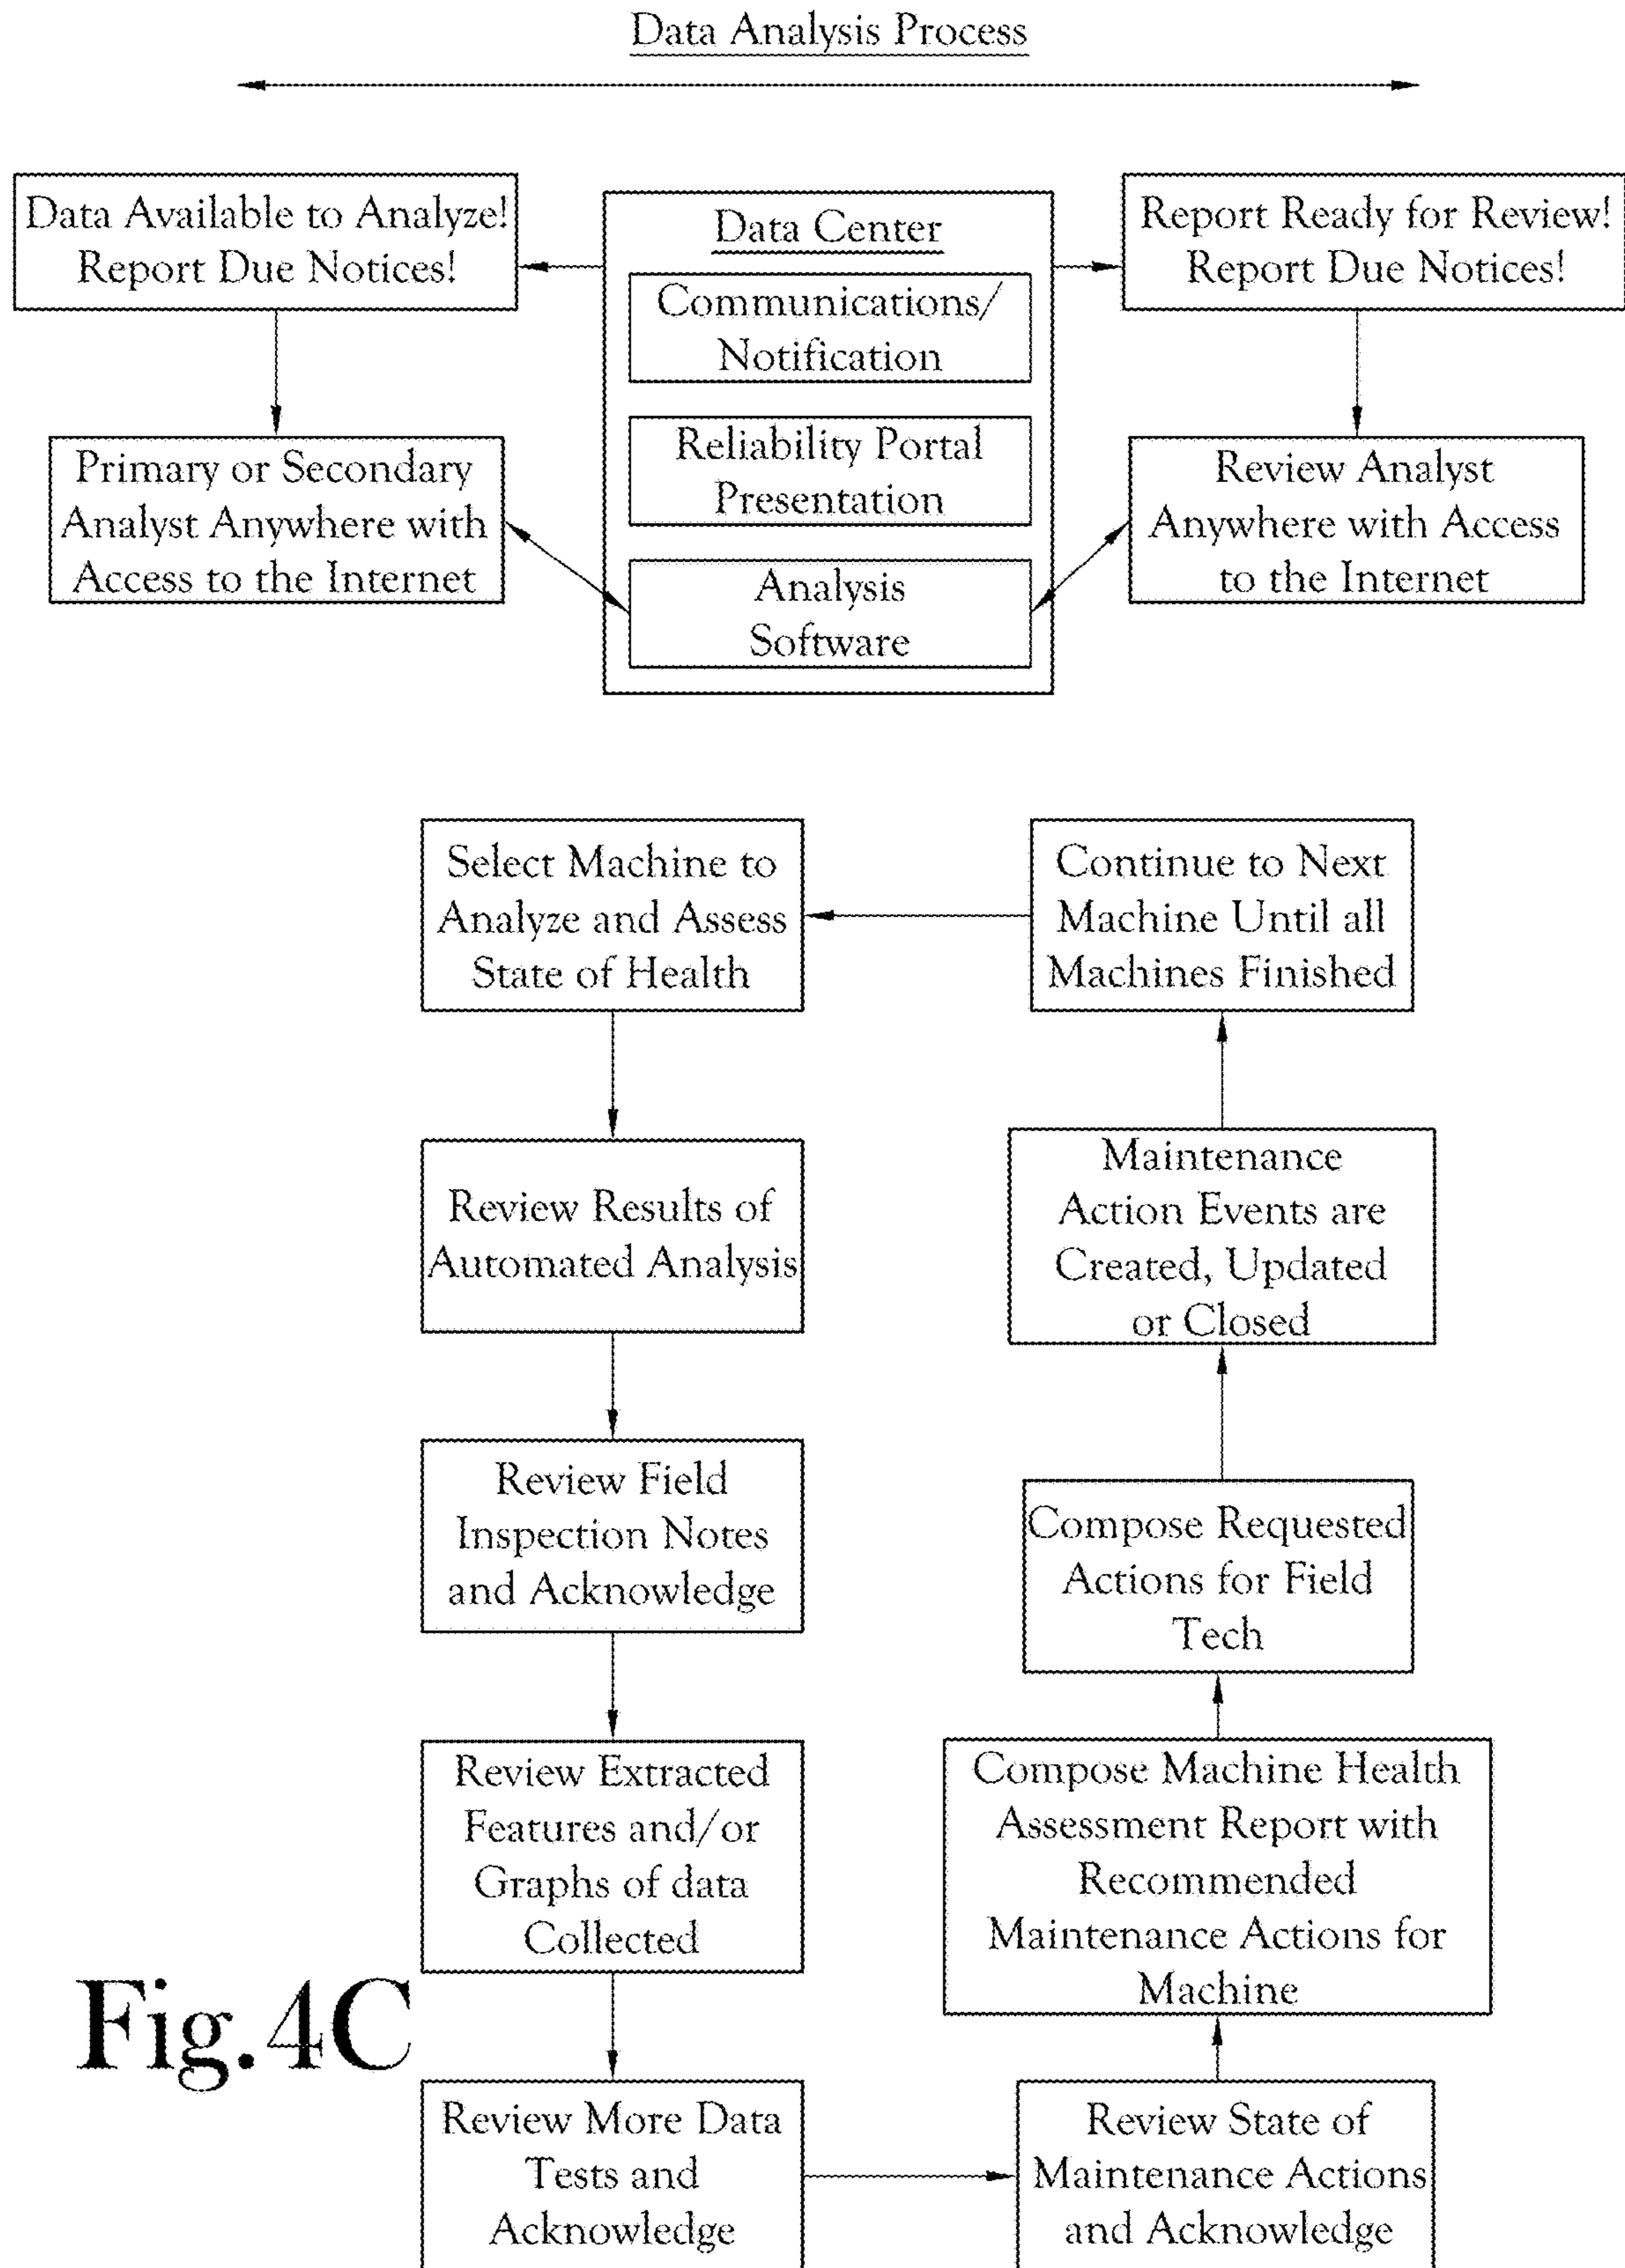 Data Analysis Process
Data Available to Analyze!
Report Due Notices!
Data Center
Communications/
Notification
Reliability Portal
Presentation
Analysis
Software
Report Ready for Review!
Report Due Notices!
Primary or Secondary
Analyst Anywhere with
Access to the Internet
Review Analyst
Anywhere with Access
to the Internet
Select Machine to
Analyze and Assess
State of Health
Review Results of
Automated Analysis
Review Field
Inspection Notes
and Acknowledge
Review Extracted
Features and/or
Graphs of data
Collected
Review More Data
Tests and
Acknowledge
Review State of
Maintenance Actions
and Acknowledge
Compose Machine Health
Assessment Report with
Recommended
Maintenance Actions for
Machine
Compose Requested
Actions for Field
Tech
Maintenance
Action Events are
Created, Updated
or Closed
Continue to Next
Machine Until all
Machines Finished
Fig.4C